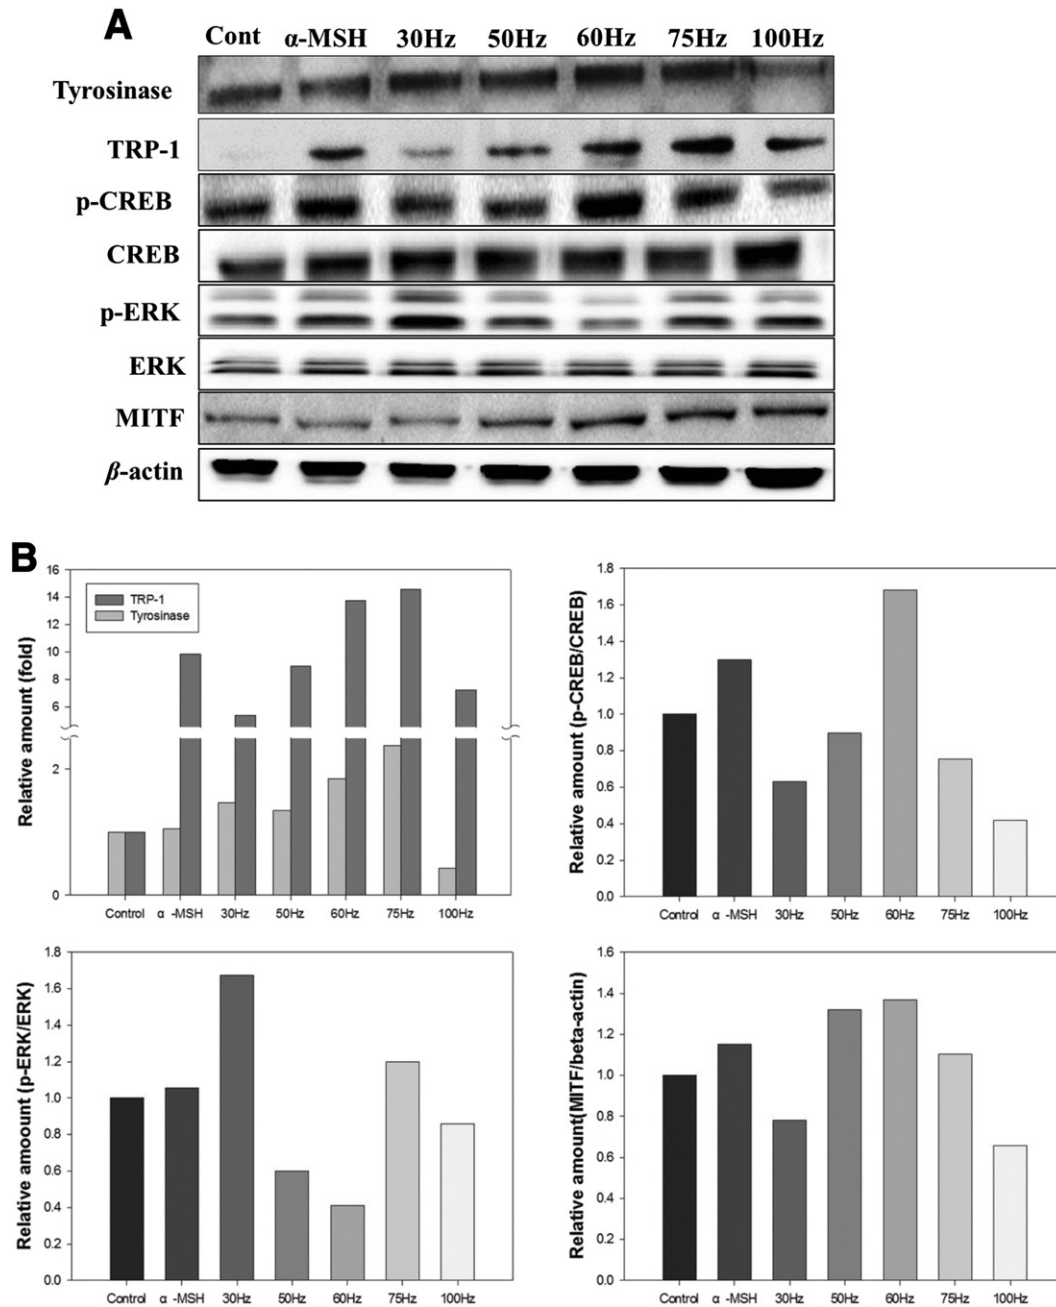 A
Cont α-MSH 30Hz 50Hz 60Hz 75Hz 100Hz
Tyrosinase
TRP-1
p-CREB
CREB
p-ERK
ERK
MITF
β-actin
B
Relative amount (fold)
16
14
12
10
8
6
2
0
TRP-1
Tyrosinase
Control α -MSH 30Hz 50Hz 60Hz 75Hz 100Hz
Relative amount (p-CREB/CREB)
1.8
1.6
1.4
1.2
1.0
0.8
0.6
0.4
0.2
0.0
Control α -MSH 30Hz 50Hz 60Hz 75Hz 100Hz
Relative amoount (p-ERK/ERK)
1.8
1.6
1.4
1.2
1.0
0.8
0.6
0.4
0.2
0.0
Control α -MSH 30Hz 50Hz 60Hz 75Hz 100Hz
Relative amount(MITF/beta-actin)
1.6
1.4
1.2
1.0
0.8
0.6
0.4
0.2
0.0
Control α -MSH 30Hz 50Hz 60Hz 75Hz 100Hz